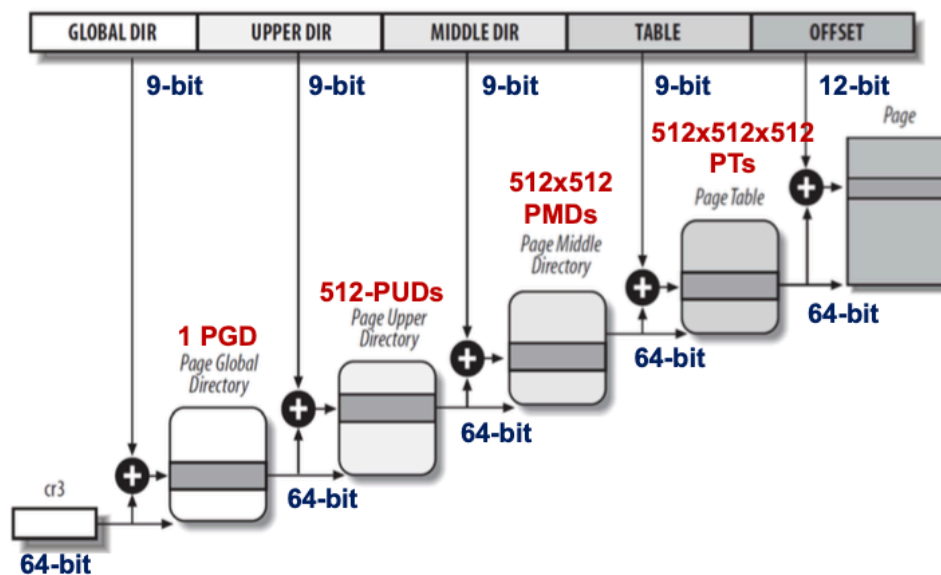 GLOBAL DIR UPPER DIR MIDDLE DIR TABLE OFFSET
9-bit 9-bit 9-bit 9-bit 12-bit
Page
512x512x512
PTs
Page Table
512x512
PMDs
Page Middle
Directory
64-bit
512-PUDs
Page Upper
Directory
64-bit
1 PGD
Page Global
Directory
64-bit
cr3
64-bit
64-bit